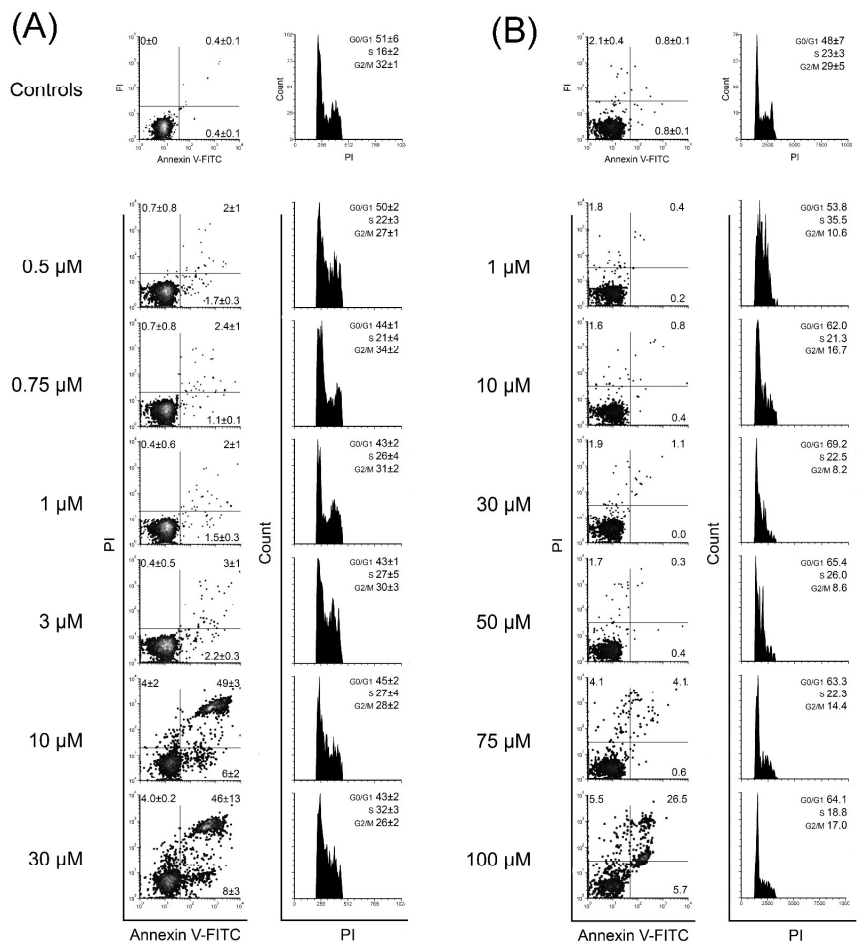 (A)
(B)
Controls
0±0 0.4±0.1
0.4±0.1
FI
Annexin V-FITC
G0/G1 51±6
S 16±2
G2/M 32±1
Count
PI
2.1±0.4 0.8±0.1
0.8±0.1
FI
Annexin V-FITC
G0/G1 48±7
S 23±3
G2/M 29±5
Count
PI
0.5 µM
0.7±0.8 2±1
1.7±0.3
G0/G1 50±2
S 22±3
G2/M 27±1
1 µM
1.8 0.4
0.2
G0/G1 53.8
S 35.5
G2/M 10.6
0.75 µM
0.7±0.8 2.4±1
1.1±0.1
G0/G1 44±1
S 21±4
G2/M 34±2
10 µM
1.6 0.8
0.4
G0/G1 62.0
S 21.3
G2/M 16.7
1 µM
0.4±0.6 2±1
1.5±0.3
G0/G1 43±2
S 26±4
G2/M 31±2
30 µM
1.9 1.1
0.0
G0/G1 69.2
S 22.5
G2/M 8.2
PI
Count
PI
Count
3 µM
0.4±0.5 3±1
2.2±0.3
G0/G1 43±1
S 27±5
G2/M 30±3
50 µM
1.7 0.3
0.4
G0/G1 65.4
S 26.0
G2/M 8.6
10 µM
4±2 49±3
6±2
G0/G1 45±2
S 27±4
G2/M 28±2
75 µM
4.1 4.1
0.6
G0/G1 63.3
S 22.3
G2/M 14.4
30 µM
4.0±0.2 46±13
8±3
G0/G1 43±2
S 32±3
G2/M 26±2
100 µM
5.5 26.5
5.7
G0/G1 64.1
S 18.8
G2/M 17.0
Annexin V-FITC PI Annexin V-FITC PI